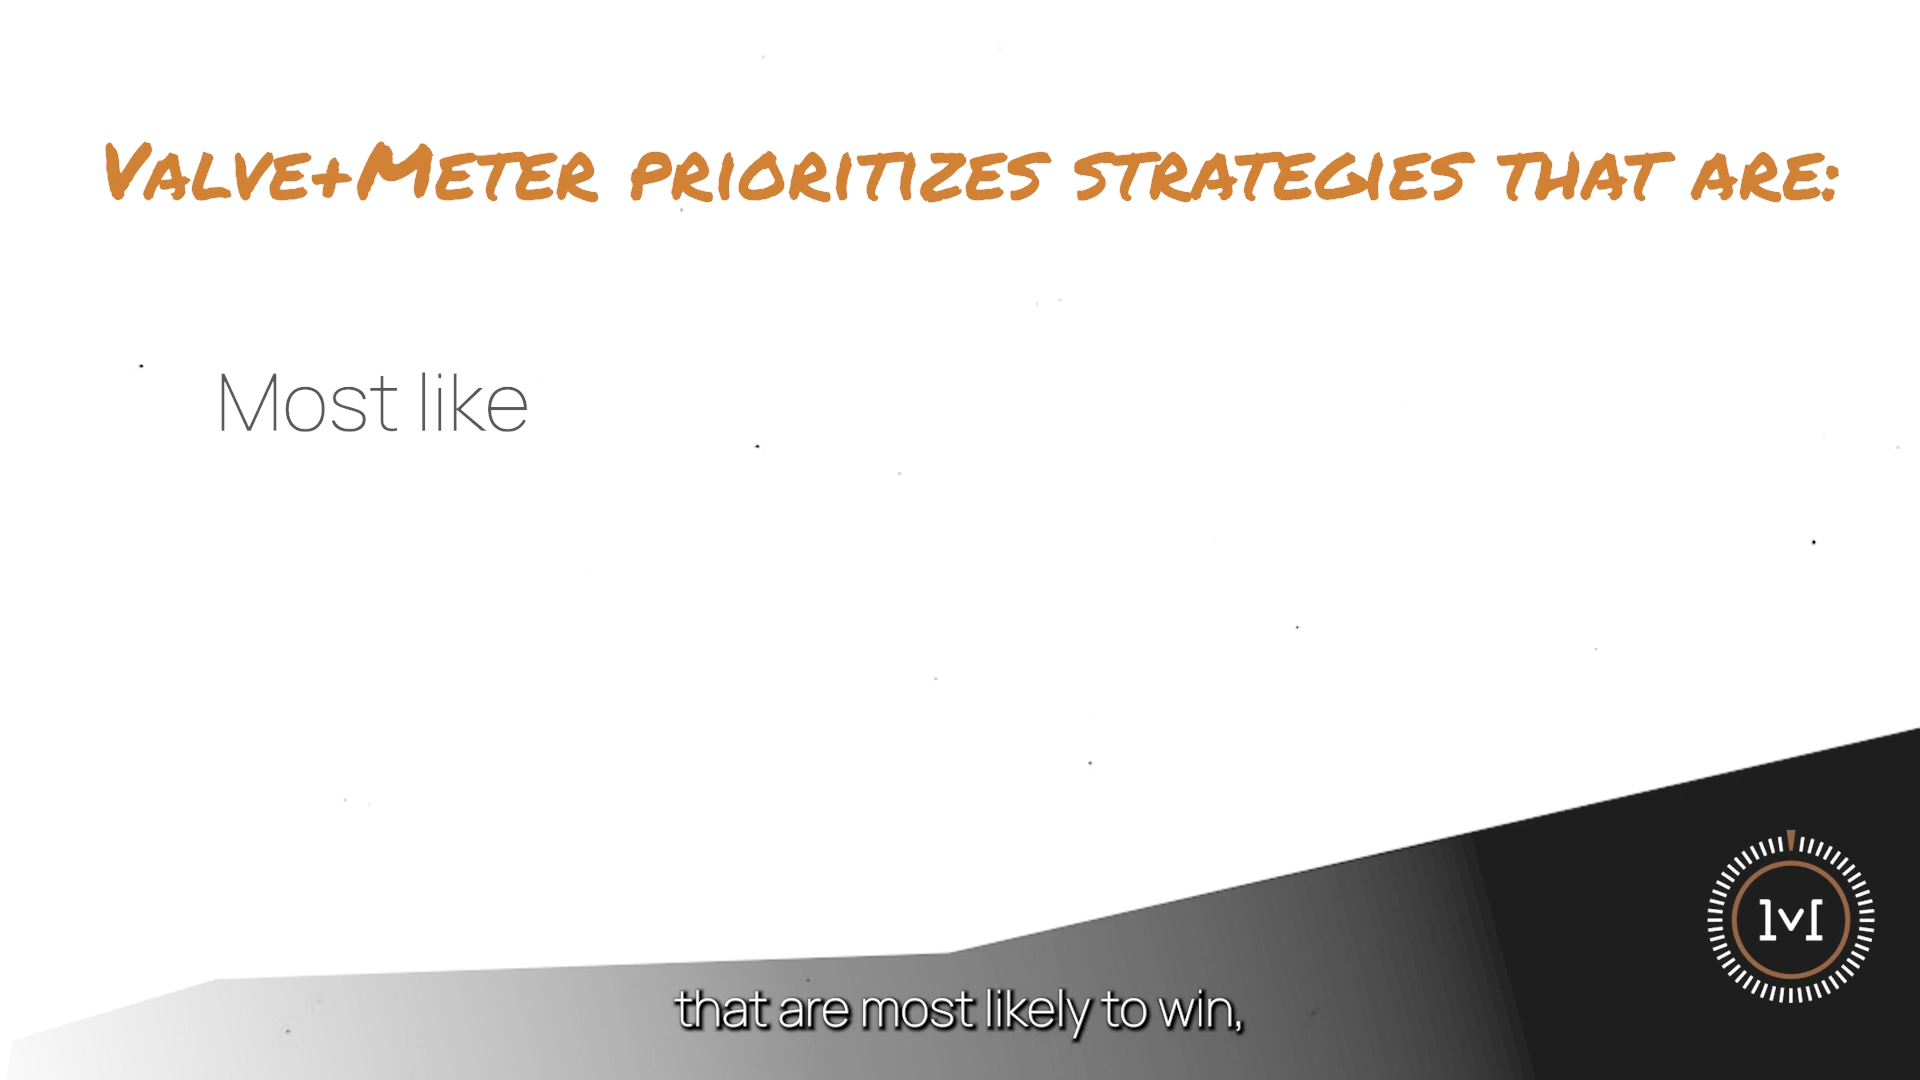 Valve+Meter prioritizes strategies that are:
Most like
that are most likely to win,